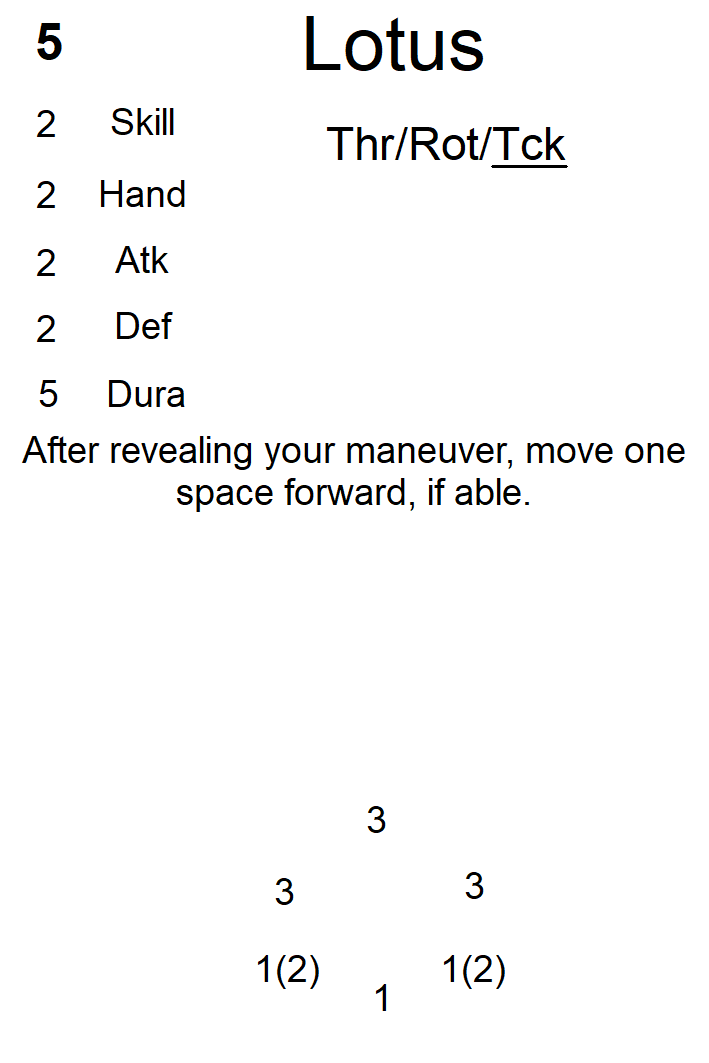 5 Lotus
2 Skill
Thr/Rot/Tck
2 Hand
2 Atk
2 Def
5 Dura
After revealing your maneuver, move one
space forward, if able.
3
3 3
1(2) 1(2)
1